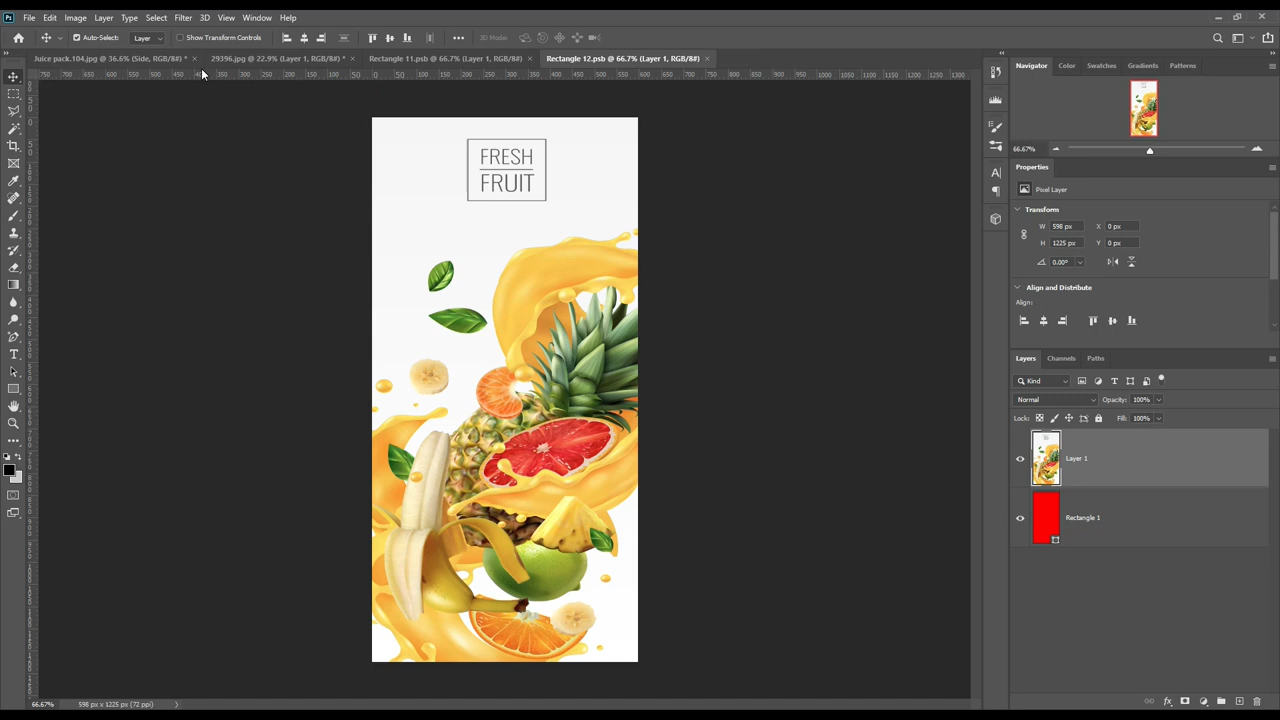 Ps File Edit Image Layer Type Select Filter 3D View Window Help
Auto-Select: Layer Show Transform Controls 3D Mode:
Juice pack.104.jpg @ 36.6% (Side, RGB/8#) * × 29396.jpg @ 22.9% (Layer 1, RGB/8#) * × Rectangle 11.psb @ 66.7% (Layer 1, RGB/8#) × Rectangle 12.psb @ 66.7% (Layer 1, RGB/8#) ×
Navigator Color Swatches Gradients Patterns
66.67%
Properties
Pixel Layer
Transform
W 598 px X 0 px
H 1225 px Y 0 px
0.00°
Align and Distribute
Align:
Layers Channels Paths
Kind
Normal Opacity: 100%
Lock: Fill: 100%
Layer 1
Rectangle 1
FRESH
FRUIT
66.67% 598 px x 1225 px (72 ppi)